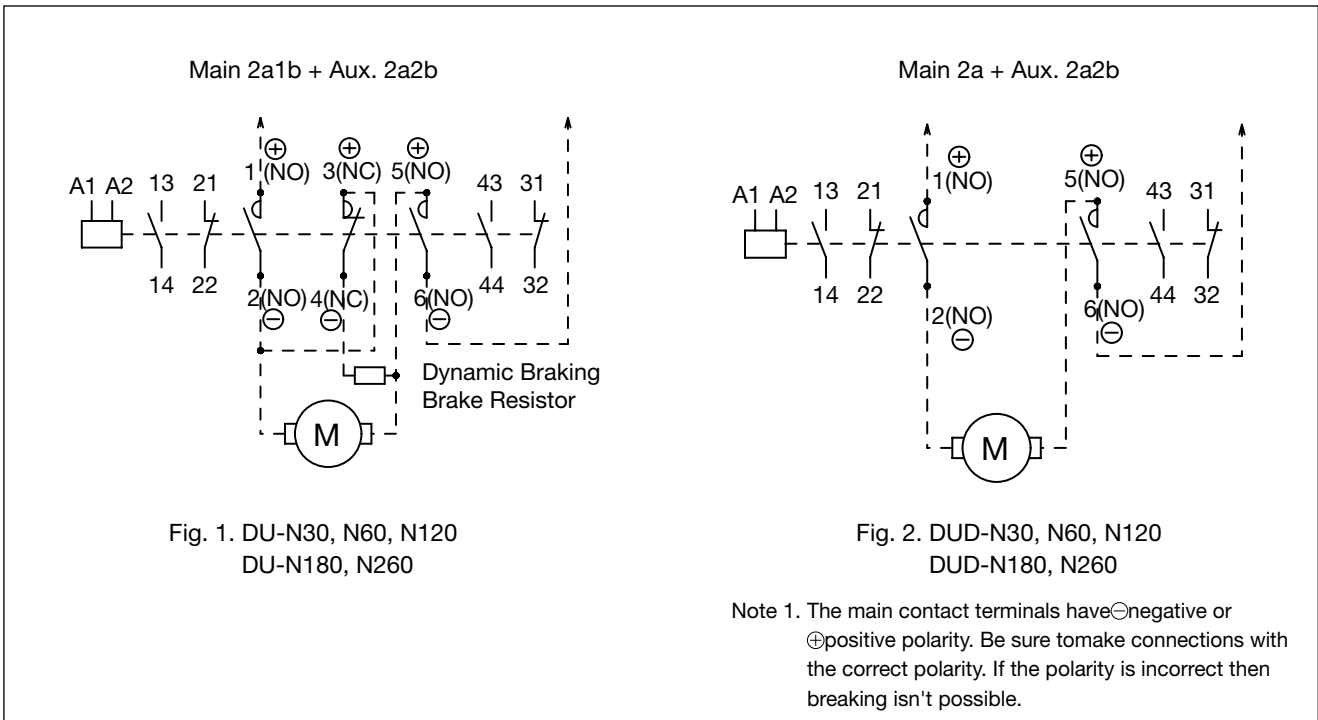 Main 2a1b + Aux. 2a2b
⊕ ⊕ ⊕
1(NO) 3(NC) 5(NO)
A1 A2 13 21 43 31
14 22 44 32
2(NO) 4(NC) 6(NO)
⊖ ⊖ ⊖
Dynamic Braking
Brake Resistor
M
Fig. 1. DU-N30, N60, N120
DU-N180, N260
Main 2a + Aux. 2a2b
⊕ ⊕
1(NO) 5(NO)
A1 A2 13 21 43 31
14 22 44 32
2(NO) 6(NO)
⊖ ⊖
M
Fig. 2. DUD-N30, N60, N120
DUD-N180, N260
Note 1. The main contact terminals have⊖negative or
⊕positive polarity. Be sure tomake connections with
the correct polarity. If the polarity is incorrect then
breaking isn't possible.